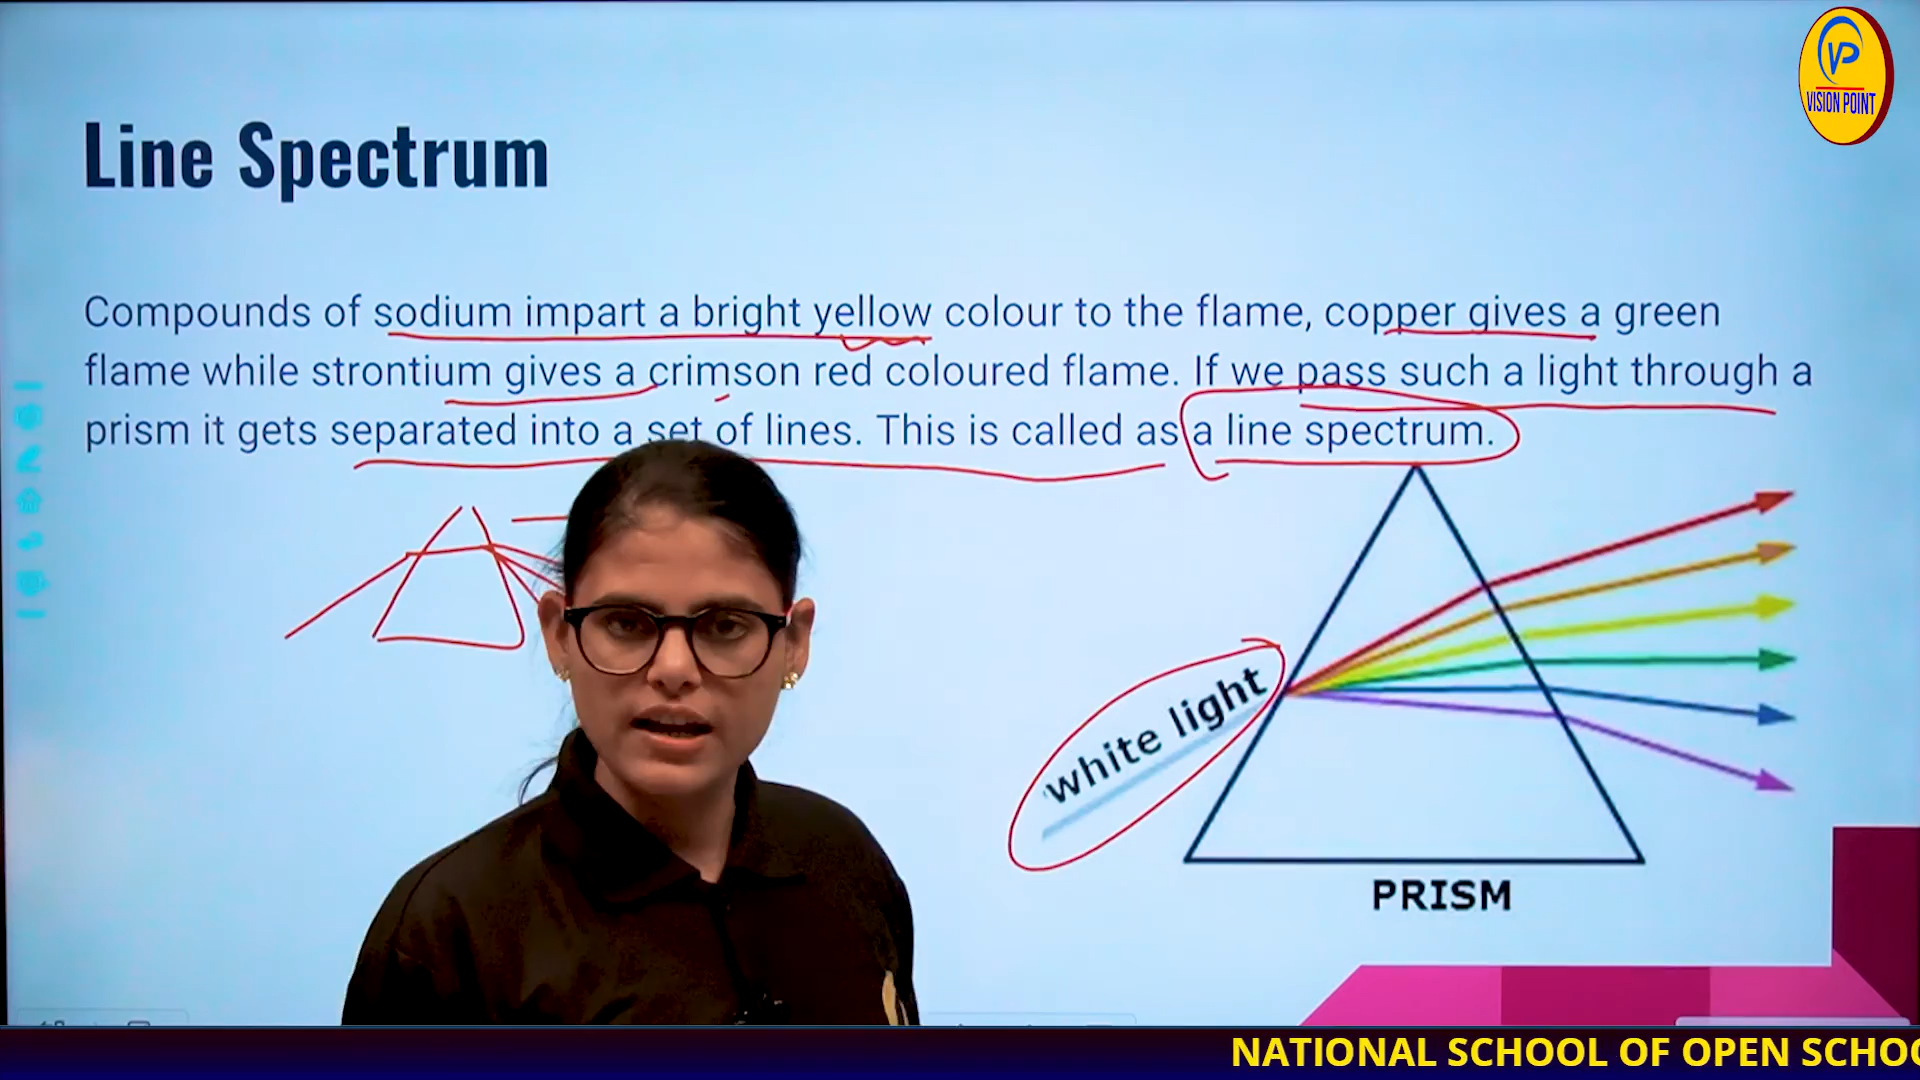 VP
VISION POINT
Line Spectrum
Compounds of sodium impart a bright yellow colour to the flame, copper gives a green
flame while strontium gives a crimson red coloured flame. If we pass such a light through a
prism it gets separated into a set of lines. This is called as a line spectrum.
white light
PRISM
NATIONAL SCHOOL OF OPEN